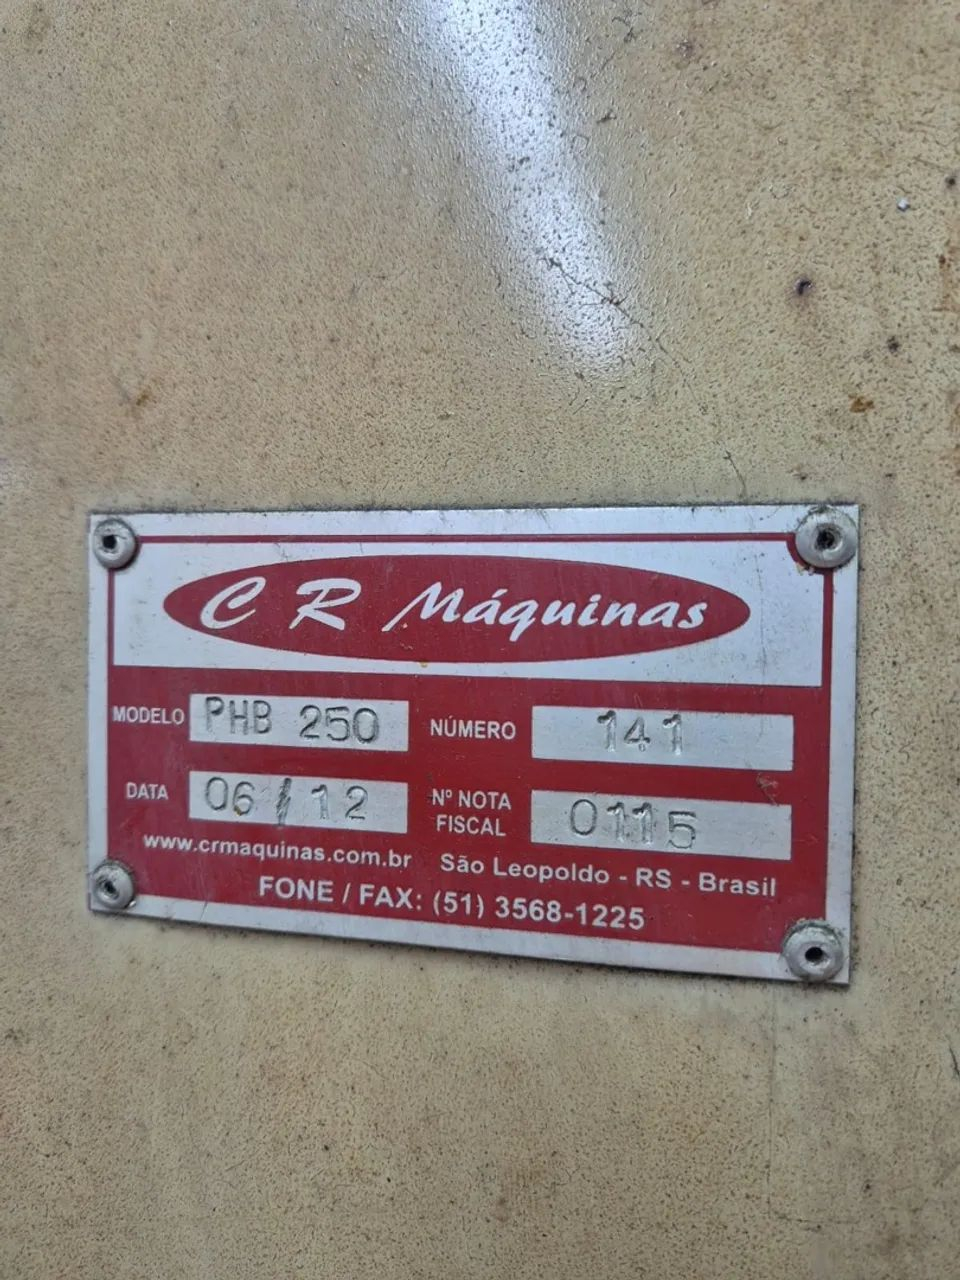 C R Máquinas
MODELO PHB 250 NÚMERO 141
DATA 06/12 Nº NOTA FISCAL 0115
www.crmaquinas.com.br São Leopoldo - RS - Brasil
FONE / FAX: (51) 3568-1225